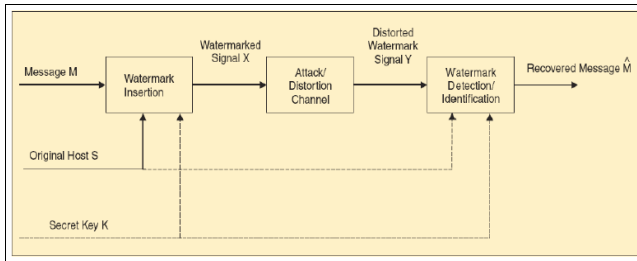 Message M
Watermark
Insertion
Watermarked
Signal X
Attack/
Distortion
Channel
Distorted
Watermark
Signal Y
Watermark
Detection/
Identification
Recovered Message M̂
Original Host S
Secret Key K